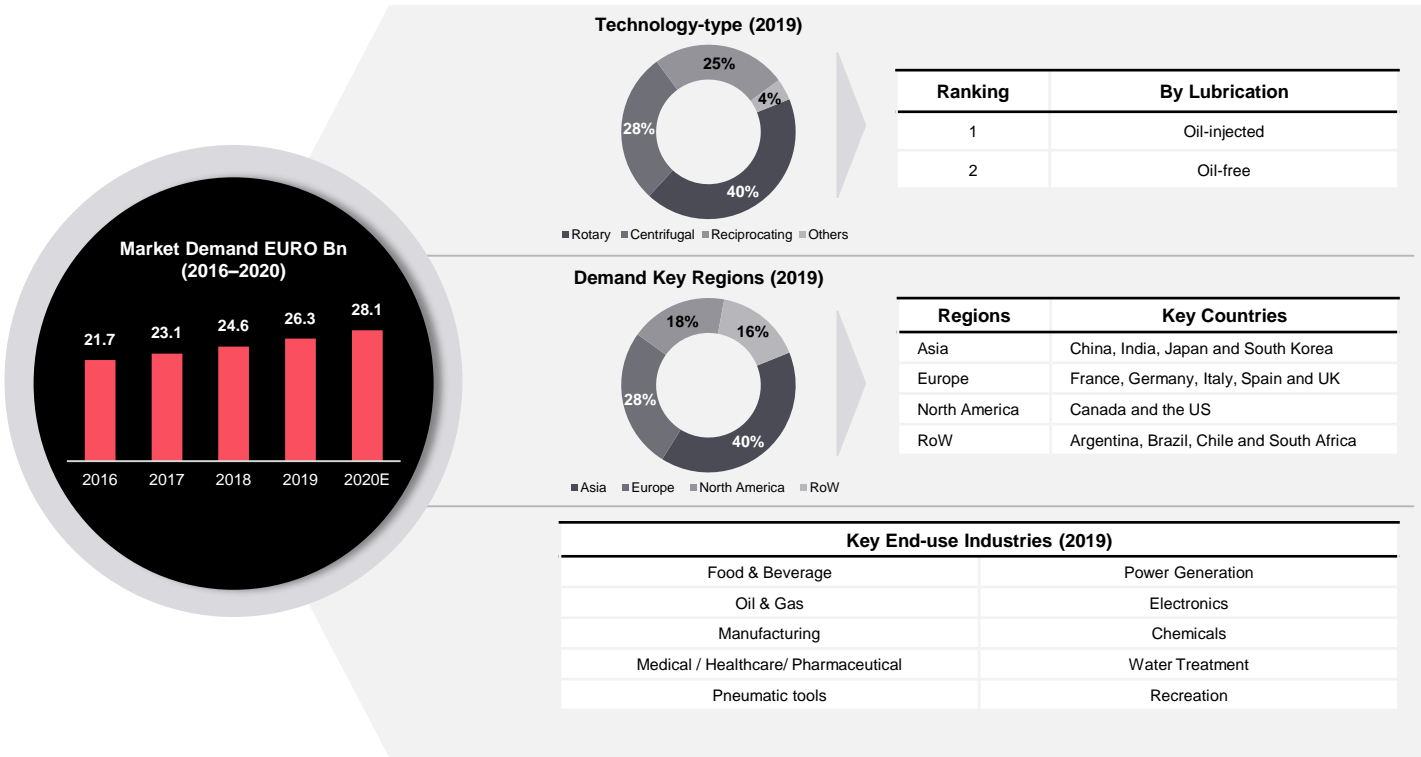 Market Demand EURO Bn
(2016–2020)
21.7
23.1
24.6
26.3
28.1
2016
2017
2018
2019
2020E
Technology-type (2019)
25%
4%
28%
40%
Rotary
Centrifugal
Reciprocating
Others
Ranking
By Lubrication
1
Oil-injected
2
Oil-free
Demand Key Regions (2019)
18%
16%
28%
40%
Asia
Europe
North America
RoW
Regions
Key Countries
Asia
China, India, Japan and South Korea
Europe
France, Germany, Italy, Spain and UK
North America
Canada and the US
RoW
Argentina, Brazil, Chile and South Africa
Key End-use Industries (2019)
Food & Beverage
Power Generation
Oil & Gas
Electronics
Manufacturing
Chemicals
Medical / Healthcare/ Pharmaceutical
Water Treatment
Pneumatic tools
Recreation